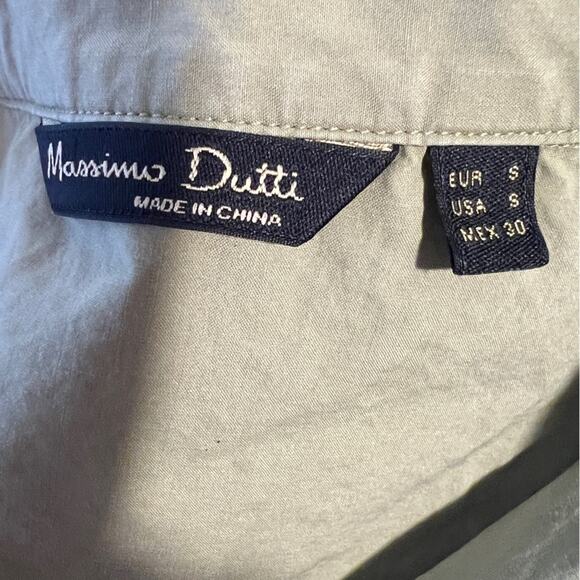 Massimo Dutti
MADE IN CHINA
EUR S
USA S
MEX 30